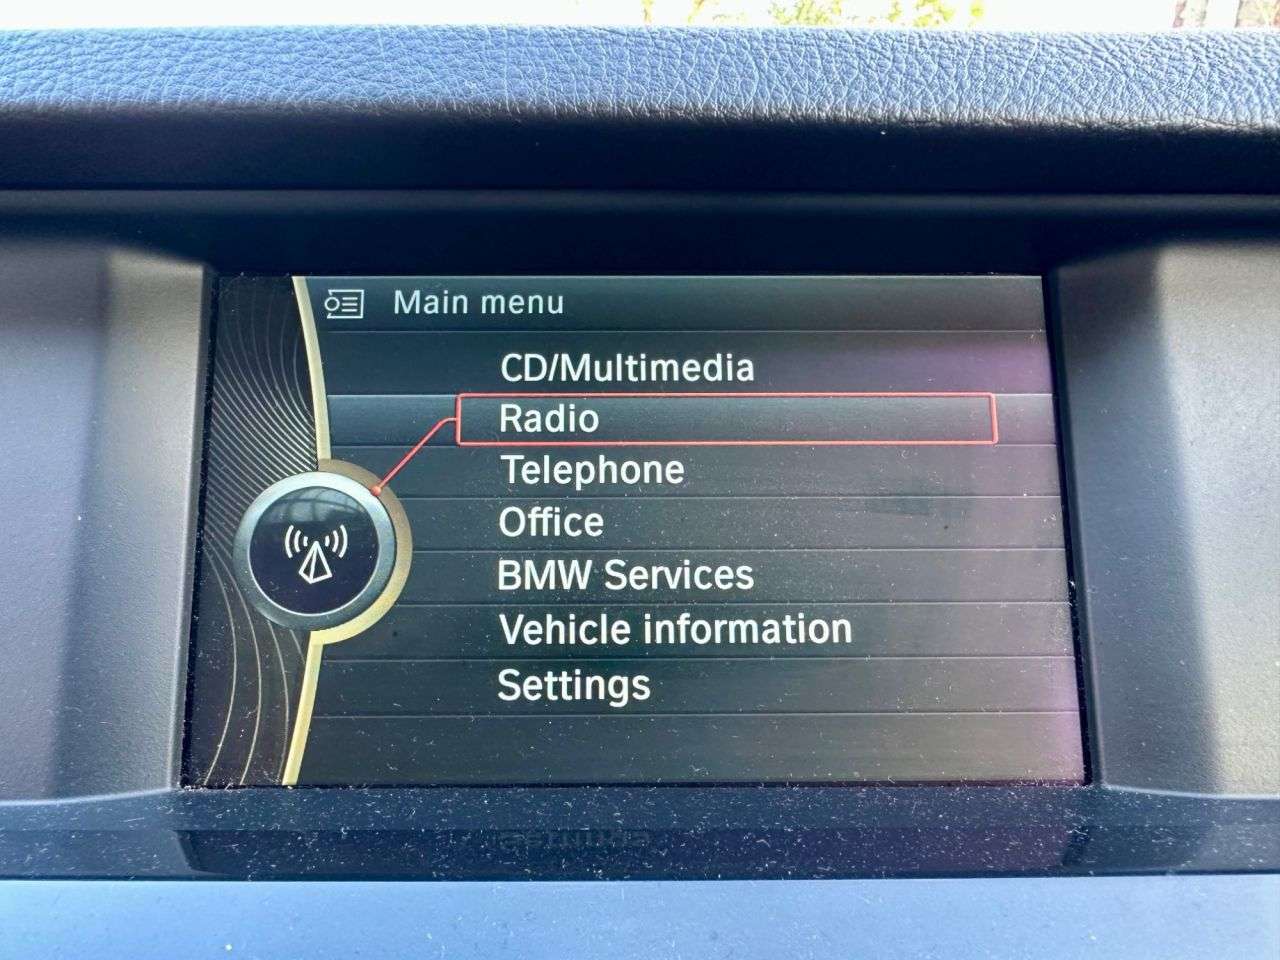 Main menu
CD/Multimedia
Radio
Telephone
Office
BMW Services
Vehicle information
Settings